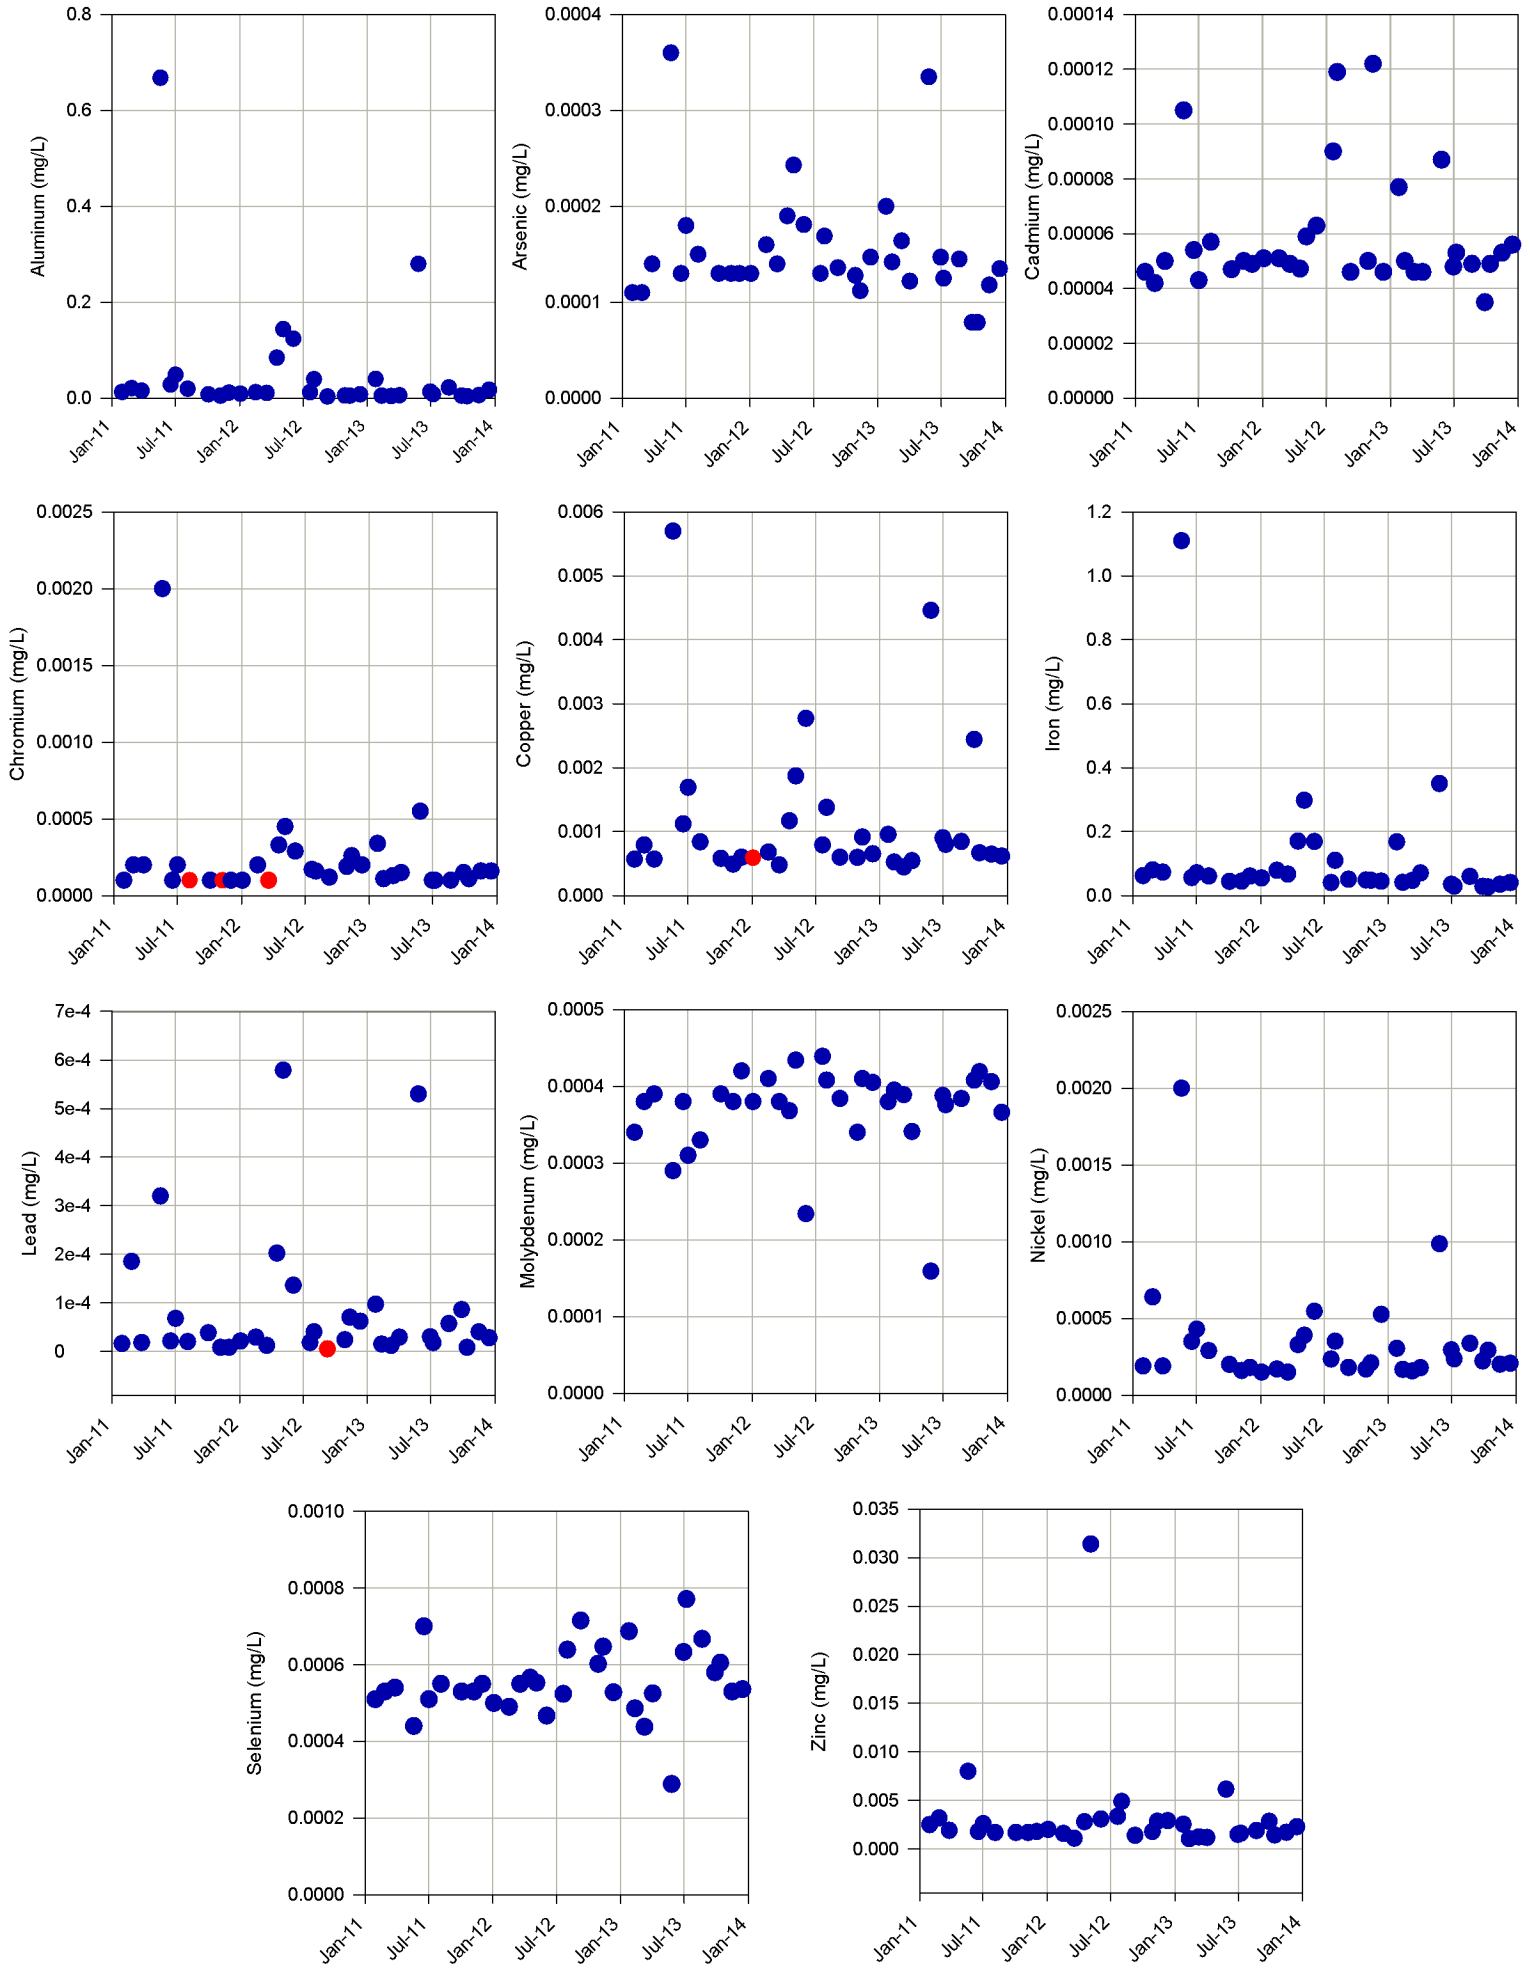 Aluminum (mg/L)
0.8
0.6
0.4
0.2
0.0
Jan-11 Jul-11 Jan-12 Jul-12 Jan-13 Jul-13 Jan-14
Arsenic (mg/L)
0.0004
0.0003
0.0002
0.0001
0.0000
Jan-11 Jul-11 Jan-12 Jul-12 Jan-13 Jul-13 Jan-14
Cadmium (mg/L)
0.00014
0.00012
0.00010
0.00008
0.00006
0.00004
0.00002
0.00000
Jan-11 Jul-11 Jan-12 Jul-12 Jan-13 Jul-13 Jan-14
Chromium (mg/L)
0.0025
0.0020
0.0015
0.0010
0.0005
0.0000
Jan-11 Jul-11 Jan-12 Jul-12 Jan-13 Jul-13 Jan-14
Copper (mg/L)
0.006
0.005
0.004
0.003
0.002
0.001
0.000
Jan-11 Jul-11 Jan-12 Jul-12 Jan-13 Jul-13 Jan-14
Iron (mg/L)
1.2
1.0
0.8
0.6
0.4
0.2
0.0
Jan-11 Jul-11 Jan-12 Jul-12 Jan-13 Jul-13 Jan-14
Lead (mg/L)
7e-4
6e-4
5e-4
4e-4
3e-4
2e-4
1e-4
0
Jan-11 Jul-11 Jan-12 Jul-12 Jan-13 Jul-13 Jan-14
Molybdenum (mg/L)
0.0005
0.0004
0.0003
0.0002
0.0001
0.0000
Jan-11 Jul-11 Jan-12 Jul-12 Jan-13 Jul-13 Jan-14
Nickel (mg/L)
0.0025
0.0020
0.0015
0.0010
0.0005
0.0000
Jan-11 Jul-11 Jan-12 Jul-12 Jan-13 Jul-13 Jan-14
Selenium (mg/L)
0.0010
0.0008
0.0006
0.0004
0.0002
0.0000
Jan-11 Jul-11 Jan-12 Jul-12 Jan-13 Jul-13 Jan-14
Zinc (mg/L)
0.035
0.030
0.025
0.020
0.015
0.010
0.005
0.000
Jan-11 Jul-11 Jan-12 Jul-12 Jan-13 Jul-13 Jan-14